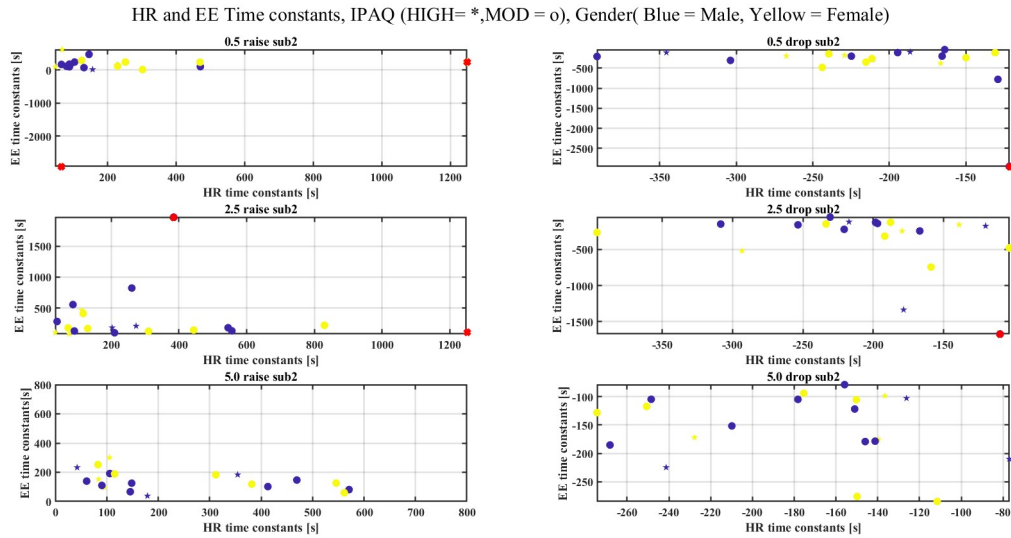 HR and EE Time constants, IPAQ (HIGH= *,MOD = o), Gender( Blue = Male, Yellow = Female)
0.5 raise sub2
EE time constants [s]
0
-1000
-2000
200 400 600 800 1000 1200
HR time constants [s]
0.5 drop sub2
EE time constants [s]
-500
-1000
-1500
-2000
-2500
-350 -300 -250 -200 -150
HR time constants [s]
2.5 raise sub2
EE time constants [s]
1500
1000
500
200 400 600 800 1000 1200
HR time constants [s]
2.5 drop sub2
EE time constants [s]
-500
-1000
-1500
-350 -300 -250 -200 -150
HR time constants [s]
5.0 raise sub2
EE time constants[s]
800
600
400
200
0
0 100 200 300 400 500 600 700 800
HR time constants [s]
5.0 drop sub2
EE time constants [s]
-100
-150
-200
-250
-260 -240 -220 -200 -180 -160 -140 -120 -100 -80
HR time constants [s]